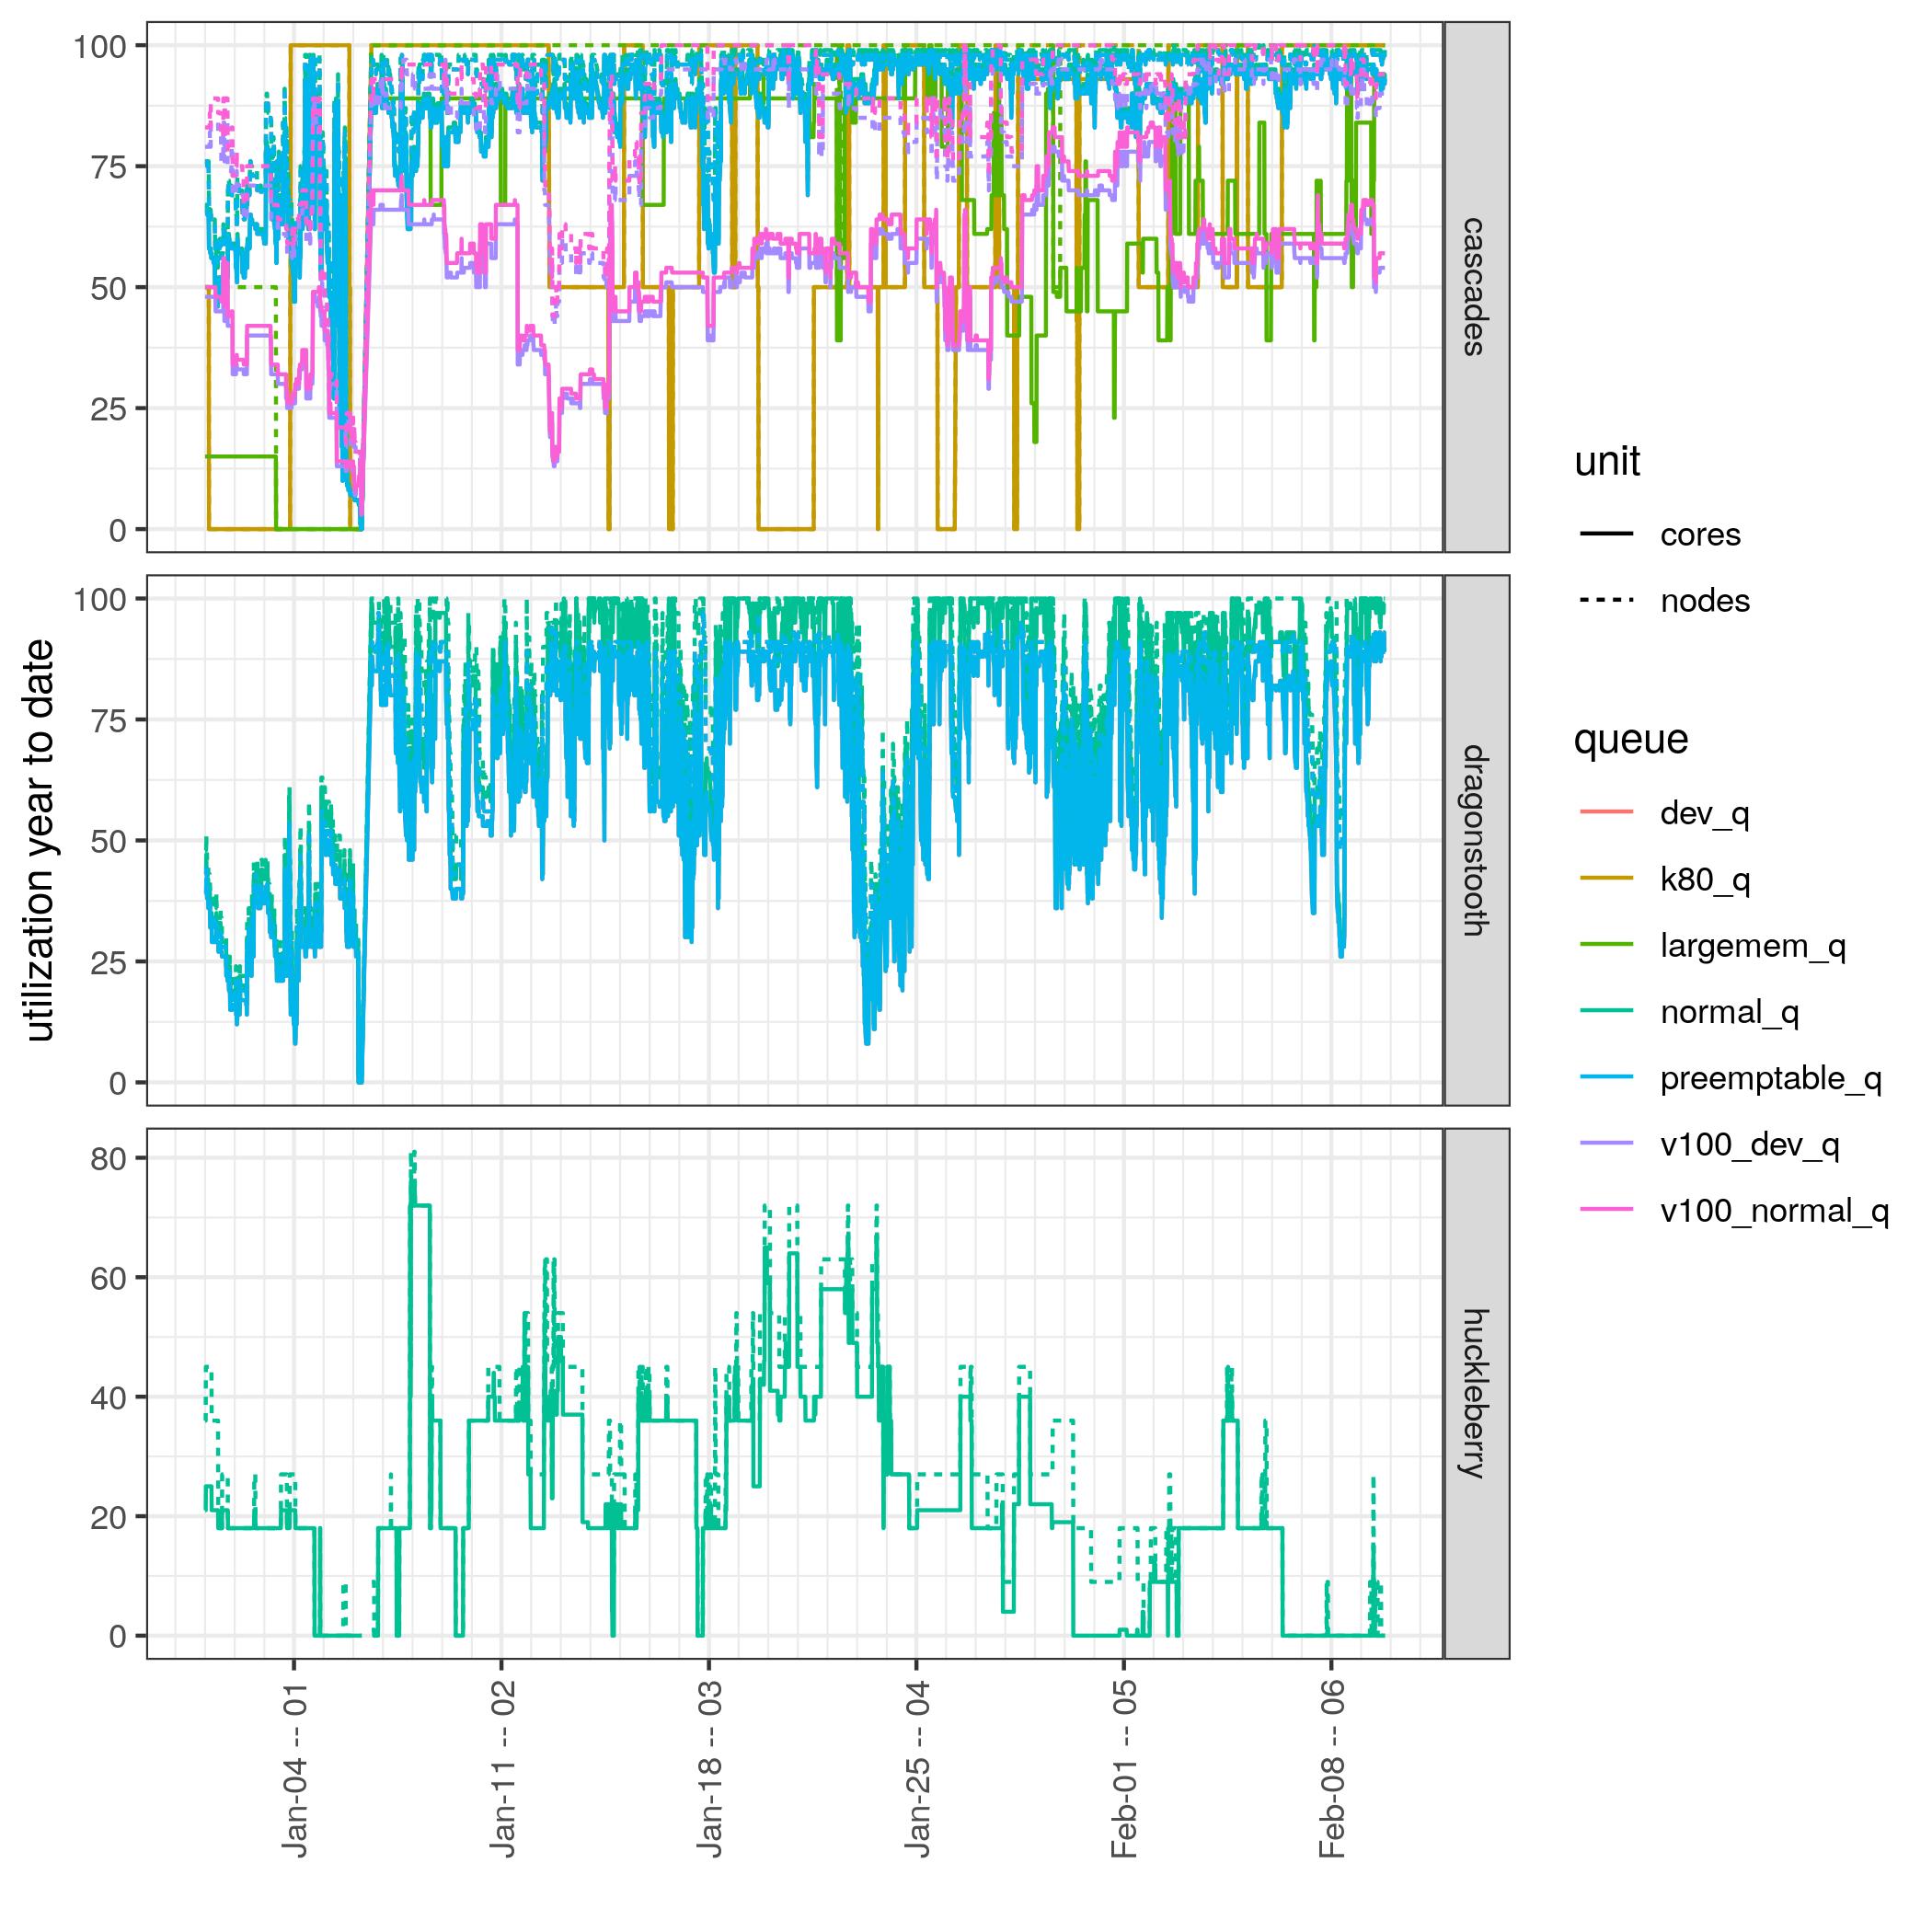 utilization year to date
100
75
50
25
0
cascades
100
75
50
25
0
dragonstooth
80
60
40
20
0
huckleberry
Jan-04 -- 01
Jan-11 -- 02
Jan-18 -- 03
Jan-25 -- 04
Feb-01 -- 05
Feb-08 -- 06
unit
cores
nodes
queue
dev_q
k80_q
largemem_q
normal_q
preemptable_q
v100_dev_q
v100_normal_q